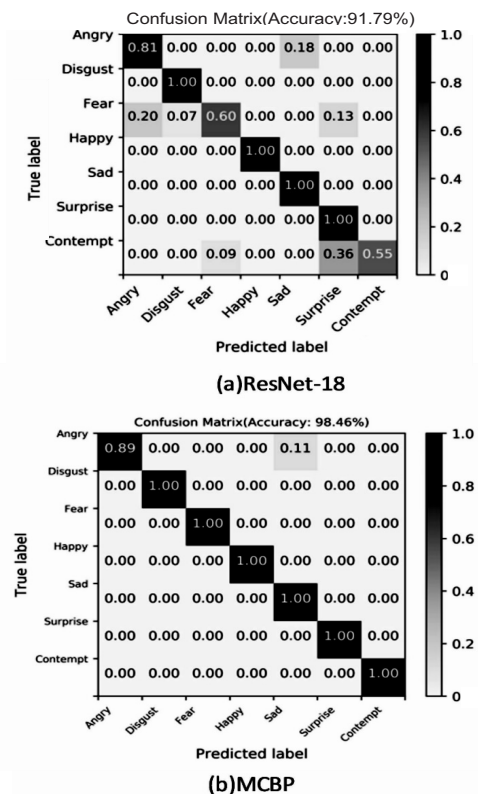 Confusion Matrix(Accuracy:91.79%)
Angry 0.81 0.00 0.00 0.00 0.18 0.00 0.00 1.0
Disgust 0.00 1.00 0.00 0.00 0.00 0.00 0.00 0.8
Fear 0.20 0.07 0.60 0.00 0.00 0.13 0.00
Happy 0.00 0.00 0.00 1.00 0.00 0.00 0.00 0.6
Sad 0.00 0.00 0.00 0.00 1.00 0.00 0.00 0.4
Surprise 0.00 0.00 0.00 0.00 0.00 1.00 0.00 0.2
Contempt 0.00 0.00 0.09 0.00 0.00 0.36 0.55 0
True label
Angry Disgust Fear Happy Sad Surprise Contempt
Predicted label
(a)ResNet-18
Confusion Matrix(Accuracy: 98.46%)
Angry 0.89 0.00 0.00 0.00 0.11 0.00 0.00 1.0
Disgust 0.00 1.00 0.00 0.00 0.00 0.00 0.00 0.8
Fear 0.00 0.00 1.00 0.00 0.00 0.00 0.00
Happy 0.00 0.00 0.00 1.00 0.00 0.00 0.00 0.6
Sad 0.00 0.00 0.00 0.00 1.00 0.00 0.00 0.4
Surprise 0.00 0.00 0.00 0.00 0.00 1.00 0.00 0.2
Contempt 0.00 0.00 0.00 0.00 0.00 0.00 1.00 0
True label
Angry Disgust Fear Happy Sad Surprise Contempt
Predicted label
(b)MCBP